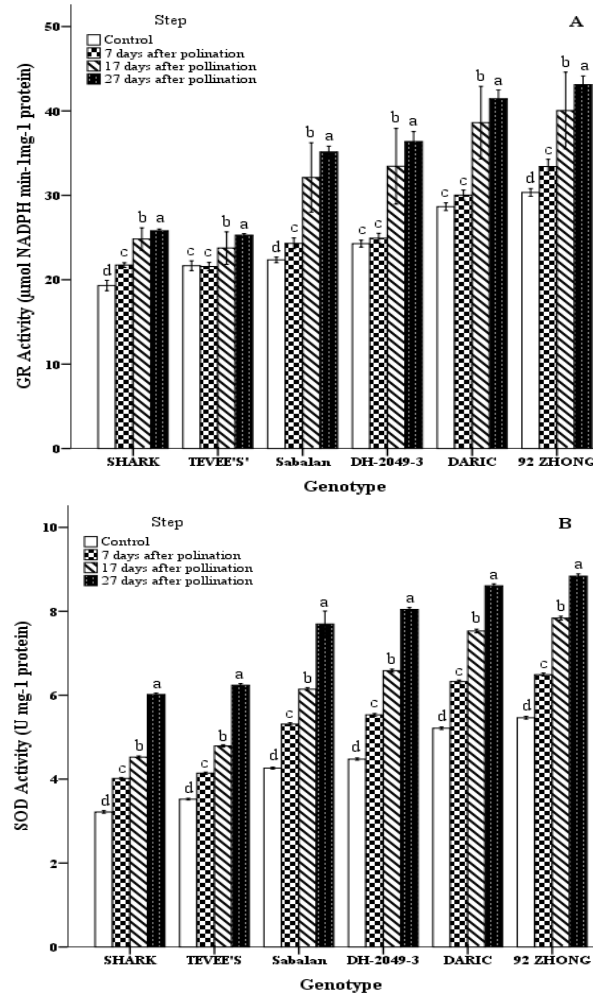 Step
A
Control
7 days after polination
17 days after pollination
27 days after pollination
GR Activity (µmol NADPH min-1mg-1 protein)
50
40
30
20
10
0
d c b a
c c b a
d c b a
c c b a
c c b a
d c b a
SHARK TEVEE'S' Sabalan DH-2049-3 DARIC 92 ZHONG
Genotype
Step
B
Control
7 days after polination
17 days after pollination
27 days after pollination
SOD Activity (U mg-1 protein)
10
8
6
4
2
0
d c b a
d c b a
d c b a
d c b a
d c b a
d c b a
SHARK TEVEE'S Sabalan DH-2049-3 DARIC 92 ZHONG
Genotype